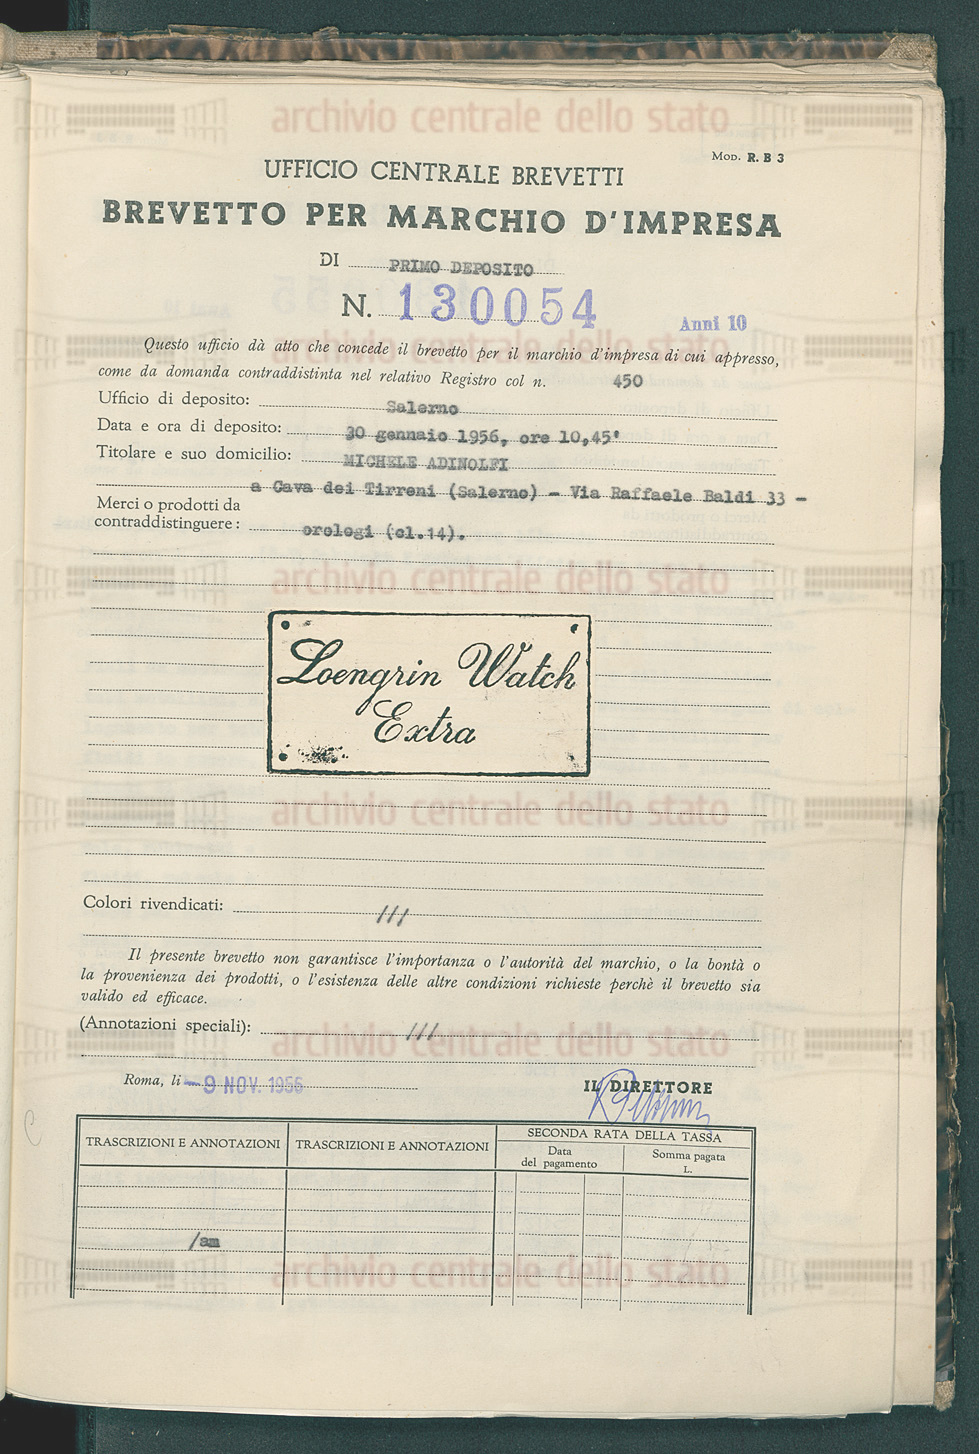 archivio centrale dello stato
MOD. R. B 3
UFFICIO CENTRALE BREVETTI
BREVETTO PER MARCHIO D'IMPRESA
DI PRIMO DEPOSITO
N. 130054 Anni 10
Questo ufficio dà atto che concede il brevetto per il marchio d'impresa di cui appresso,
come da domanda contraddistinta nel relativo Registro col n. 450
Ufficio di deposito: Salerno
Data e ora di deposito: 30 gennaio 1956, ore 10,45'
Titolare e suo domicilio: MICHELE ADINOLFI
a Cava dei Tirreni (Salerno) - Via Raffaele Baldi 33 -
Merci o prodotti da
contraddistinguere: orologi (cl.14).
archivio centrale dello stato
Loengrin Watch
Extra
archivio centrale dello stato
Colori rivendicati: ///
Il presente brevetto non garantisce l'importanza o l'autorità del marchio, o la bontà o
la provenienza dei prodotti, o l'esistenza delle altre condizioni richieste perchè il brevetto sia
valido ed efficace.
(Annotazioni speciali): ///
archivio centrale dello stato
Roma, li - 9 NOV. 1956
IL DIRETTORE
TRASCRIZIONI E ANNOTAZIONI
TRASCRIZIONI E ANNOTAZIONI
SECONDA RATA DELLA TASSA
Data
del pagamento
Somma pagata
L.
/am
archivio centrale dello stato